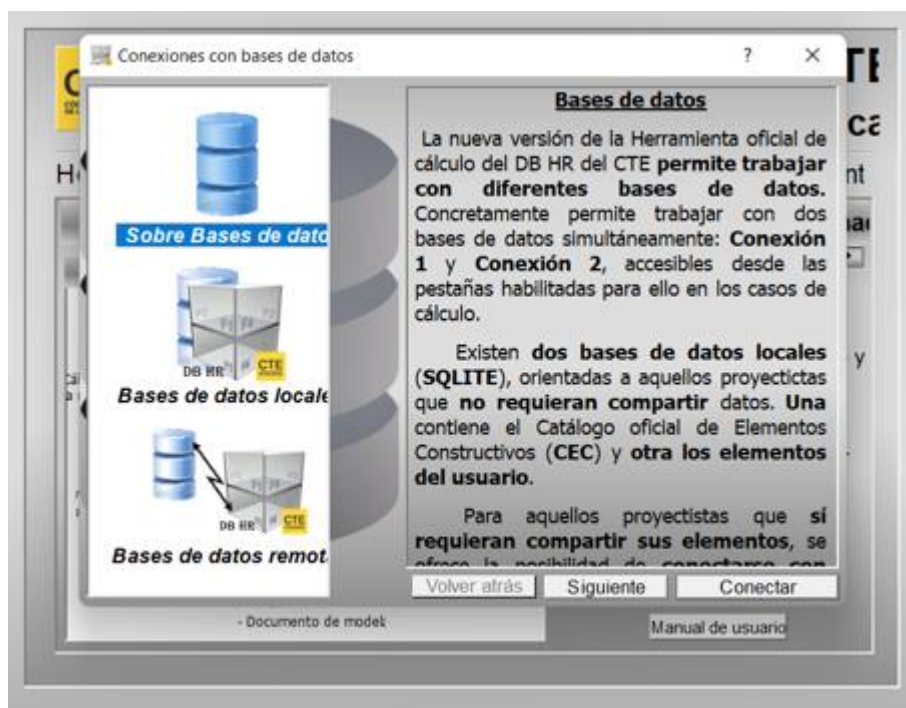 Conexiones con bases de datos
?
×
Bases de datos
La nueva versión de la Herramienta oficial de
cálculo del DB HR del CTE permite trabajar
con diferentes bases de datos.
Concretamente permite trabajar con dos
bases de datos simultáneamente: Conexión
1 y Conexión 2, accesibles desde las
pestañas habilitadas para ello en los casos de
cálculo.
Existen dos bases de datos locales
(SQLITE), orientadas a aquellos proyectictas
que no requieran compartir datos. Una
contiene el Catálogo oficial de Elementos
Constructivos (CEC) y otra los elementos
del usuario.
Para aquellos proyectistas que sí
requieran compartir sus elementos, se
ofrece la posibilidad de conectarse con
Sobre Bases de dato
DB HR CTE
Bases de datos locale
DB HR CTE
Bases de datos remot
Volver atrás
Siguiente
Conectar
- Documento de model
Manual de usuario